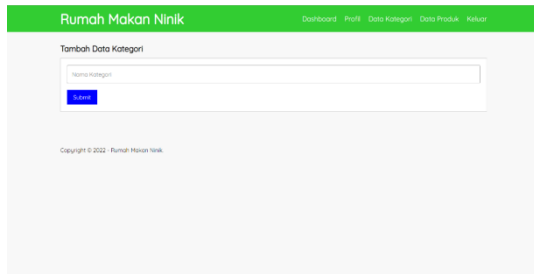 Rumah Makan Ninik
Dashboard Profil Data Kategori Data Produk Keluar
Tambah Data Kategori
Nama Kategori
Submit
Copyright © 2022 - Rumah Makan Ninik.